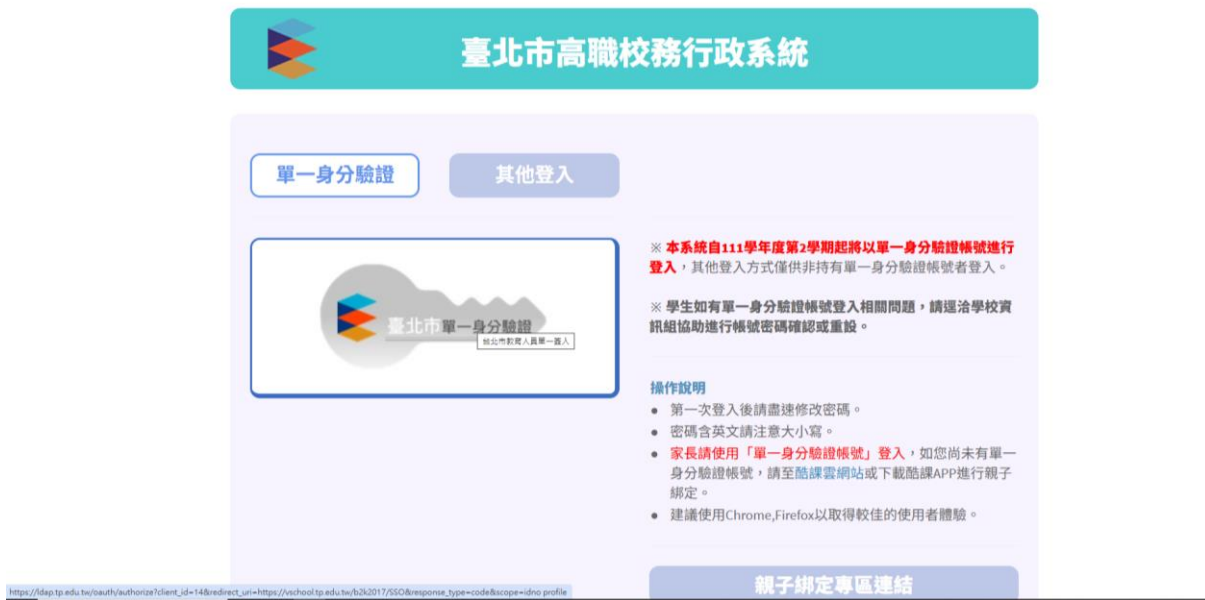 臺北市高職校務行政系統
單一身分驗證
其他登入
臺北市單一身分驗證
台北市教育人員單一簽入
※ 本系統自111學年度第2學期起將以單一身分驗證帳號進行
登入，其他登入方式僅供非持有單一身分驗證帳號者登入。
※ 學生如有單一身分驗證帳號登入相關問題，請逕洽學校資
訊組協助進行帳號密碼確認或重設。
操作說明
● 第一次登入後請盡速修改密碼。
● 密碼含英文請注意大小寫。
● 家長請使用「單一身分驗證帳號」登入，如您尚未有單一
身分驗證帳號，請至酷課雲網站或下載酷課APP進行親子
綁定。
● 建議使用Chrome,Firefox以取得較佳的使用者體驗。
親子綁定專區連結
https://ldap.tp.edu.tw/oauth/authorize?client_id=14&redirect_uri=https://vschool.tp.edu.tw/b2k2017/SSO&response_type=code&scope=idno profile